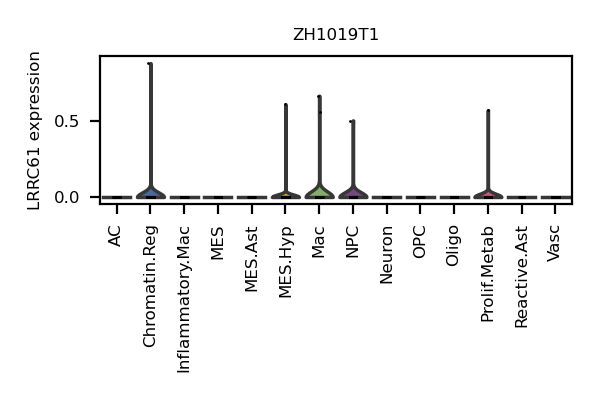 ZH1019T1
LRRC61 expression
0.5
0.0
AC
Chromatin.Reg
Inflammatory.Mac
MES
MES.Ast
MES.Hyp
Mac
NPC
Neuron
OPC
Oligo
Prolif.Metab
Reactive.Ast
Vasc